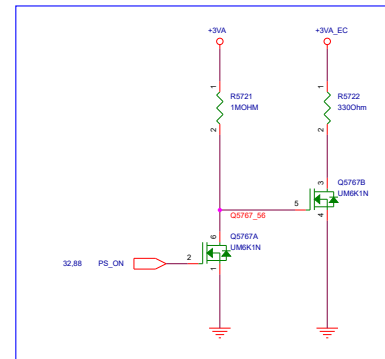 +3VA
+3VA_EC
1
R5721
1MOHM
2
1
R5722
330Ohm
2
Q5767B
UM6K1N
3
5
4
Q5767_56
Q5767A
UM6K1N
6
32,88 PS_ON
2
1